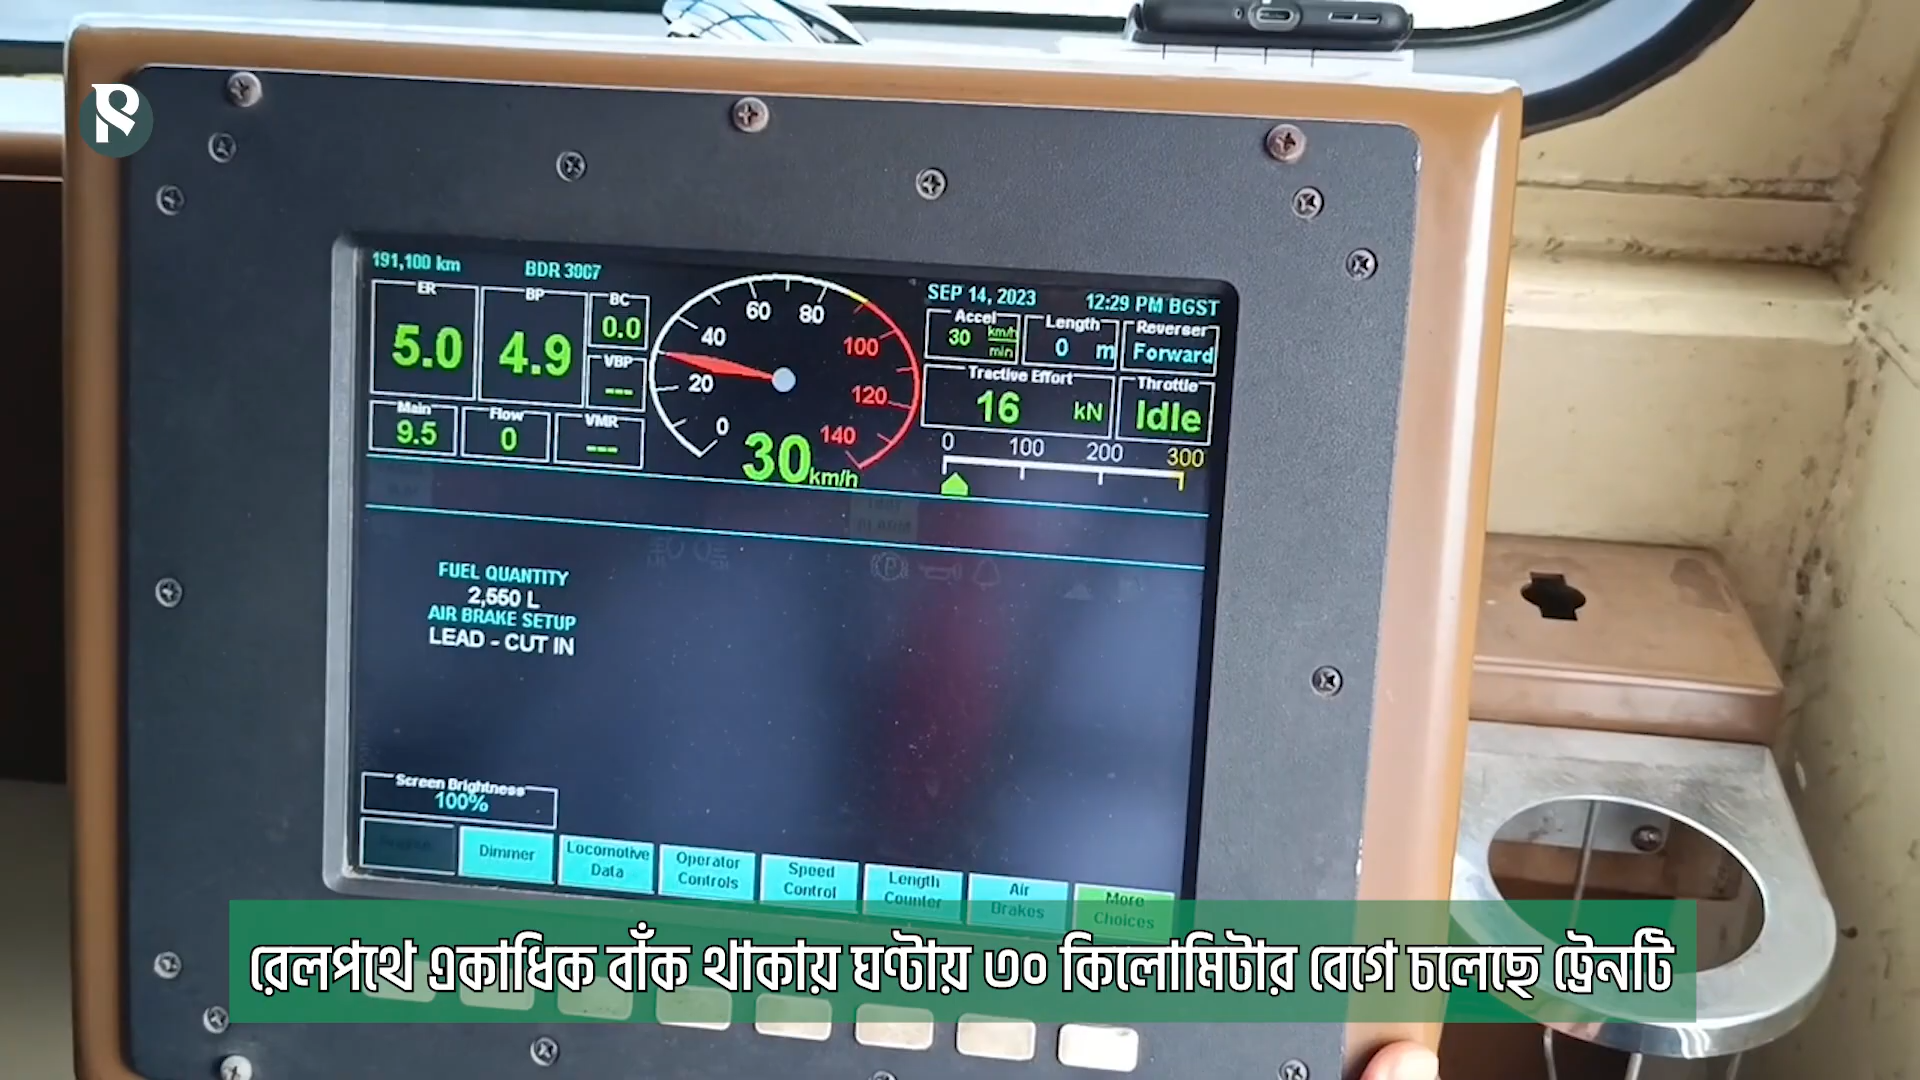 191,100 km
BDR 3007
SEP 14, 2023
12:29 PM BGST
ER
5.0
BP
4.9
BC
0.0
VBP
---
Main
9.5
Flow
0
VMR
---
0
20
40
60
80
100
120
140
30 km/h
Accel
30 km/h min
Length
0 m
Reverser
Forward
Tractive Effort
16 kN
Throttle
Idle
0 100 200 300
FUEL QUANTITY
2,550 L
AIR BRAKE SETUP
LEAD - CUT IN
Screen Brightness
100%
Dimmer
Locomotive
Data
Operator
Controls
Speed
Control
Length
Counter
Air
Brakes
More
Choices
রেলপথে একাধিক বাঁক থাকায় ঘণ্টায় ৩০ কিলোমিটার বেগে চলেছে ট্রেনটি